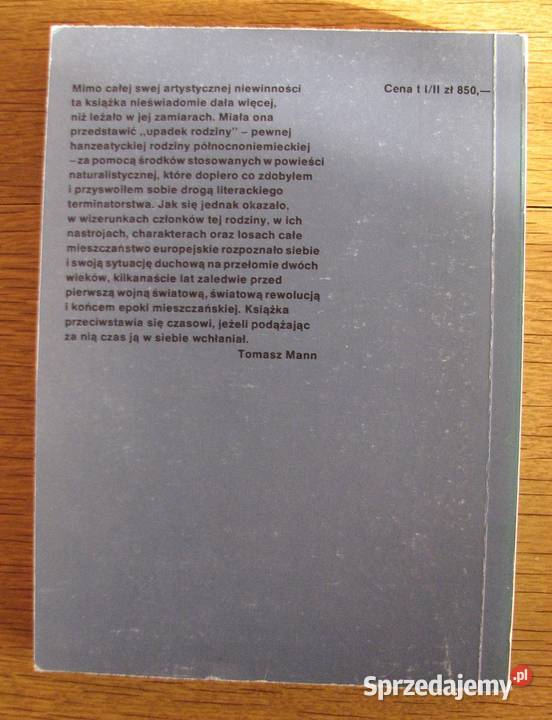 Mimo całej swej artystycznej niewinności
ta książka nieświadomie dała więcej,
niż leżało w jej zamiarach. Miała ona
przedstawić „upadek rodziny" – pewnej
hanzeatyckiej rodziny północnoniemieckiej
– za pomocą środków stosowanych w powieści
naturalistycznej, które dopiero co zdobyłem
i przyswoiłem sobie drogą literackiego
terminatorstwa. Jak się jednak okazało,
w wizerunkach członków tej rodziny, w ich
nastrojach, charakterach oraz losach całe
mieszczaństwo europejskie rozpoznało siebie
i swoją sytuację duchową na przełomie dwóch
wieków, kilkanaście lat zaledwie przed
pierwszą wojną światową, światową rewolucją
i końcem epoki mieszczańskiej. Książka
przeciwstawia się czasowi, jeżeli podążając
za nią czas ją w siebie wchłaniał.
Tomasz Mann
Cena t I/II zł 850,—
Sprzedajemy.pl